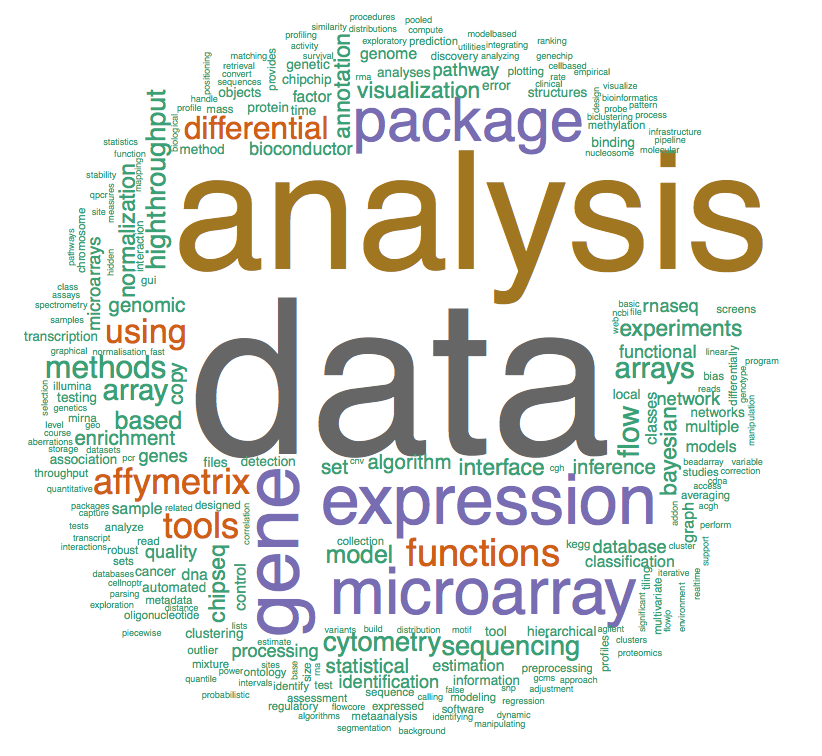 procedures pooled
similarity distributions compute modelbased
profiling exploratory prediction utilities integrating ranking
matching activity survival genome discovery analyzing genechip
retrieval provides genetic annotation rma analyses pathway plotting cellbased
positioning convert sequences chipchip visualization error rate clinical empirical
handle objects factor structures design visualize
profile mass protein time package bioinformatics
biological differential probe pattern
biclustering process
method bioconductor methylation infrastructure
binding pipeline
nucleosome molecular
highthroughput
statistics
function mapping
stability normalization analysis
qpcr measures
site interaction
pathways chromosome microarrays hidden
gui
class
assays
spectrometry genomic basic rnaseq screens
samples ncbi file
transcription using web experiments
graphical normalisation fast functional linear differentially
methods copy data arrays program
illumina array bias genotype
selection testing reads
genetics local classes network
mirna based flow networks manipulation
level geo multiple
course enrichment bayesian
aberrations models
storage datasets
association pcr genes files detection set cnv algorithm interface cgh inference beadarray variable
throughput studies correction
affymetrix gene access cdna
quantitative expression averaging
packages acgh
capture sample related designed addon graph
tests analyze tools correlation perform
transcript
interactions read collection
robust quality model functions kegg database cluster support
sets chipseq classification
databases cancer dna control iterative
cellnoptr automated tiling
parsing metadata microarray significant multivariate realtime
exploration distance flowjo environment
oligonucleotide
piecewise clustering lists variants build distribution motif tool hierarchical agilent clusters
outlier processing estimate cytometry sequencing profiles proteomics
mixture sites base size rna statistical estimation preprocessing
quantile power ontology identification information gcms approach
intervals identify test sequence false snp adjustment
probabilistic assessment calling modeling regression
regulatory flowcore expressed software
algorithms metaanalysis identifying dynamic
manipulating
segmentation background